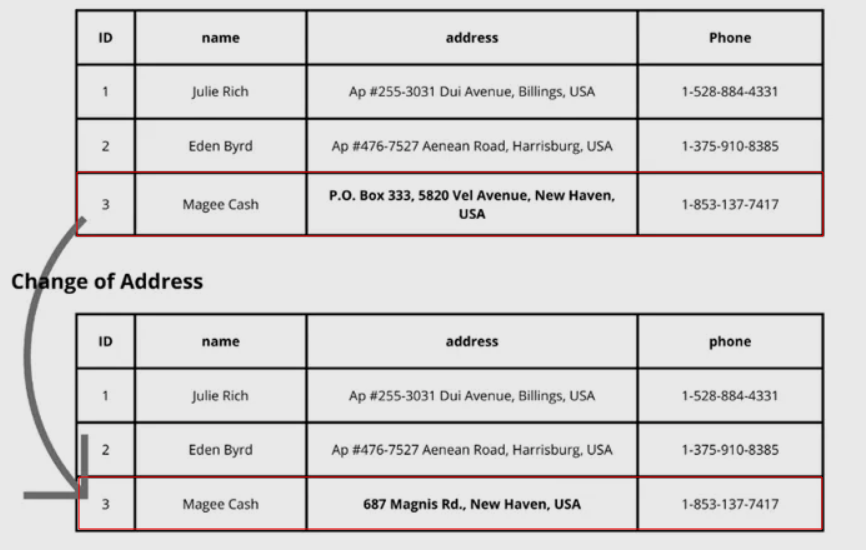 ID name address Phone
1 Julie Rich Ap #255-3031 Dui Avenue, Billings, USA 1-528-884-4331
2 Eden Byrd Ap #476-7527 Aenean Road, Harrisburg, USA 1-375-910-8385
3 Magee Cash P.O. Box 333, 5820 Vel Avenue, New Haven, 1-853-137-7417
USA
Change of Address
ID name address phone
1 Julie Rich Ap #255-3031 Dui Avenue, Billings, USA 1-528-884-4331
2 Eden Byrd Ap #476-7527 Aenean Road, Harrisburg, USA 1-375-910-8385
3 Magee Cash 687 Magnis Rd., New Haven, USA 1-853-137-7417